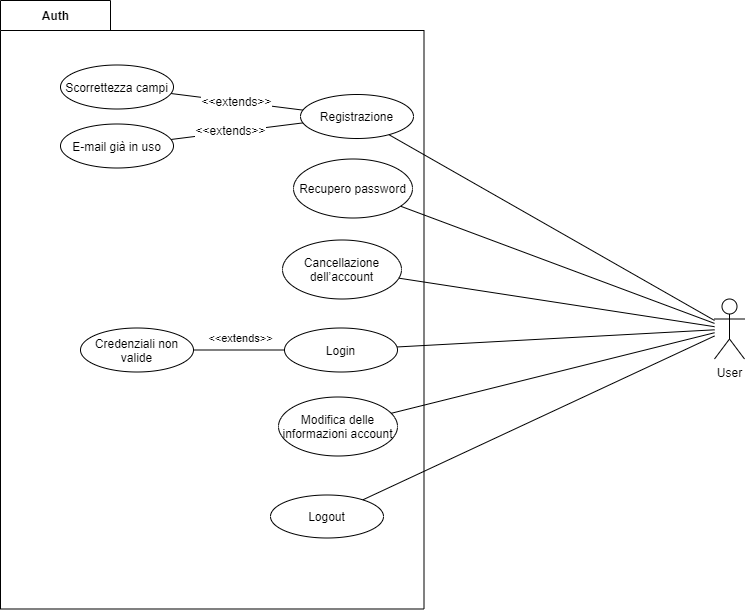 Auth
Scorrettezza campi
<<extends>>
Registrazione
<<extends>>
E-mail già in uso
Recupero password
Cancellazione
dell'account
Credenziali non
valide
<<extends>>
Login
User
Modifica delle
informazioni account
Logout